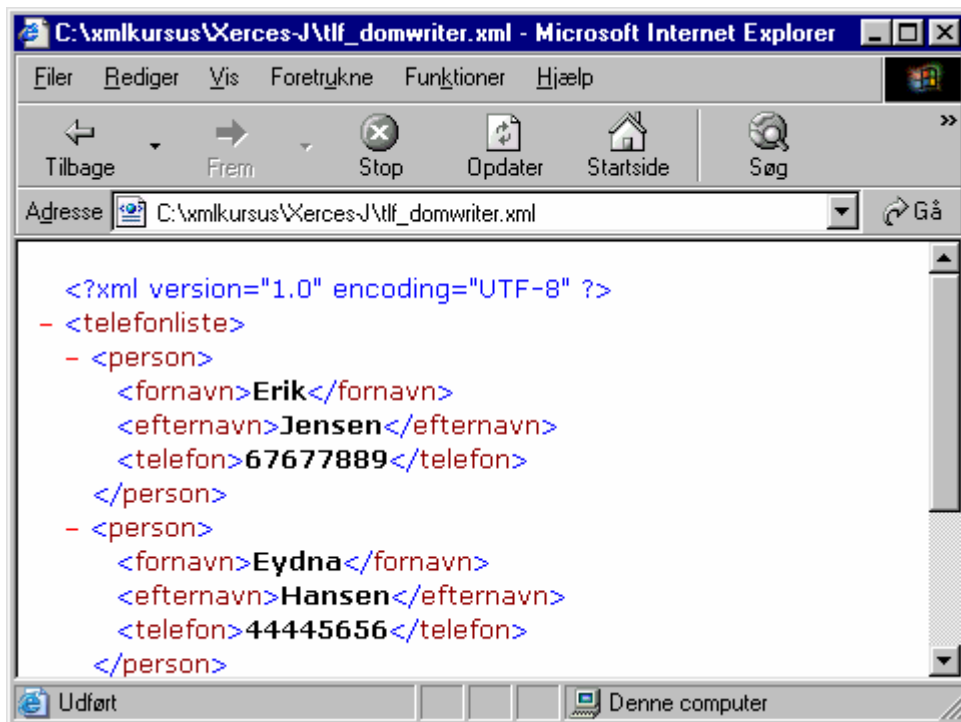 C:\xmlkursus\Xerces-J\tlf_domwriter.xml - Microsoft Internet Explorer
Filer Rediger Vis Foretrukne Funktioner Hjælp
Tilbage Frem Stop Opdater Startside Søg »
Adresse C:\xmlkursus\Xerces-J\tlf_domwriter.xml Gå
<?xml version="1.0" encoding="UTF-8" ?>
- <telefonliste>
- <person>
<fornavn>Erik</fornavn>
<efternavn>Jensen</efternavn>
<telefon>67677889</telefon>
</person>
- <person>
<fornavn>Eydna</fornavn>
<efternavn>Hansen</efternavn>
<telefon>44445656</telefon>
</person>
Udført Denne computer